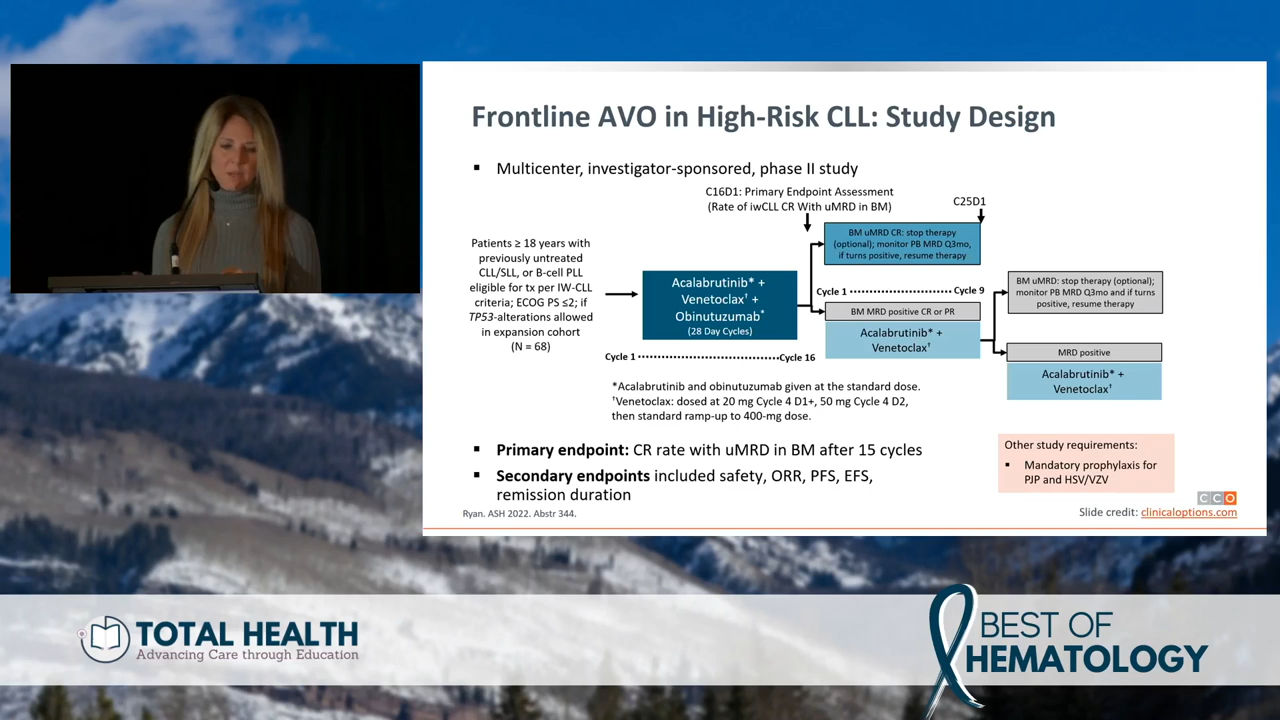 Frontline AVO in High-Risk CLL: Study Design
▪ Multicenter, investigator-sponsored, phase II study
C16D1: Primary Endpoint Assessment
(Rate of iwCLL CR With uMRD in BM)
C25D1
Patients ≥ 18 years with
previously untreated
CLL/SLL, or B-cell PLL
eligible for tx per IW-CLL
criteria; ECOG PS ≤2; if
TP53-alterations allowed
in expansion cohort
(N = 68)
Acalabrutinib* +
Venetoclax† +
Obinutuzumab*
(28 Day Cycles)
Cycle 1
Cycle 16
BM uMRD CR: stop therapy
(optional); monitor PB MRD Q3mo,
if turns positive, resume therapy
Cycle 1
Cycle 9
BM MRD positive CR or PR
Acalabrutinib* +
Venetoclax†
BM uMRD: stop therapy (optional);
monitor PB MRD Q3mo and if turns
positive, resume therapy
MRD positive
Acalabrutinib* +
Venetoclax†
*Acalabrutinib and obinutuzumab given at the standard dose.
†Venetoclax: dosed at 20 mg Cycle 4 D1+, 50 mg Cycle 4 D2,
then standard ramp-up to 400-mg dose.
▪ Primary endpoint: CR rate with uMRD in BM after 15 cycles
▪ Secondary endpoints included safety, ORR, PFS, EFS,
remission duration
Other study requirements:
▪ Mandatory prophylaxis for
PJP and HSV/VZV
Ryan. ASH 2022. Abstr 344.
CCO
Slide credit: clinicaloptions.com
TOTAL HEALTH
Advancing Care through Education
BEST OF
HEMATOLOGY